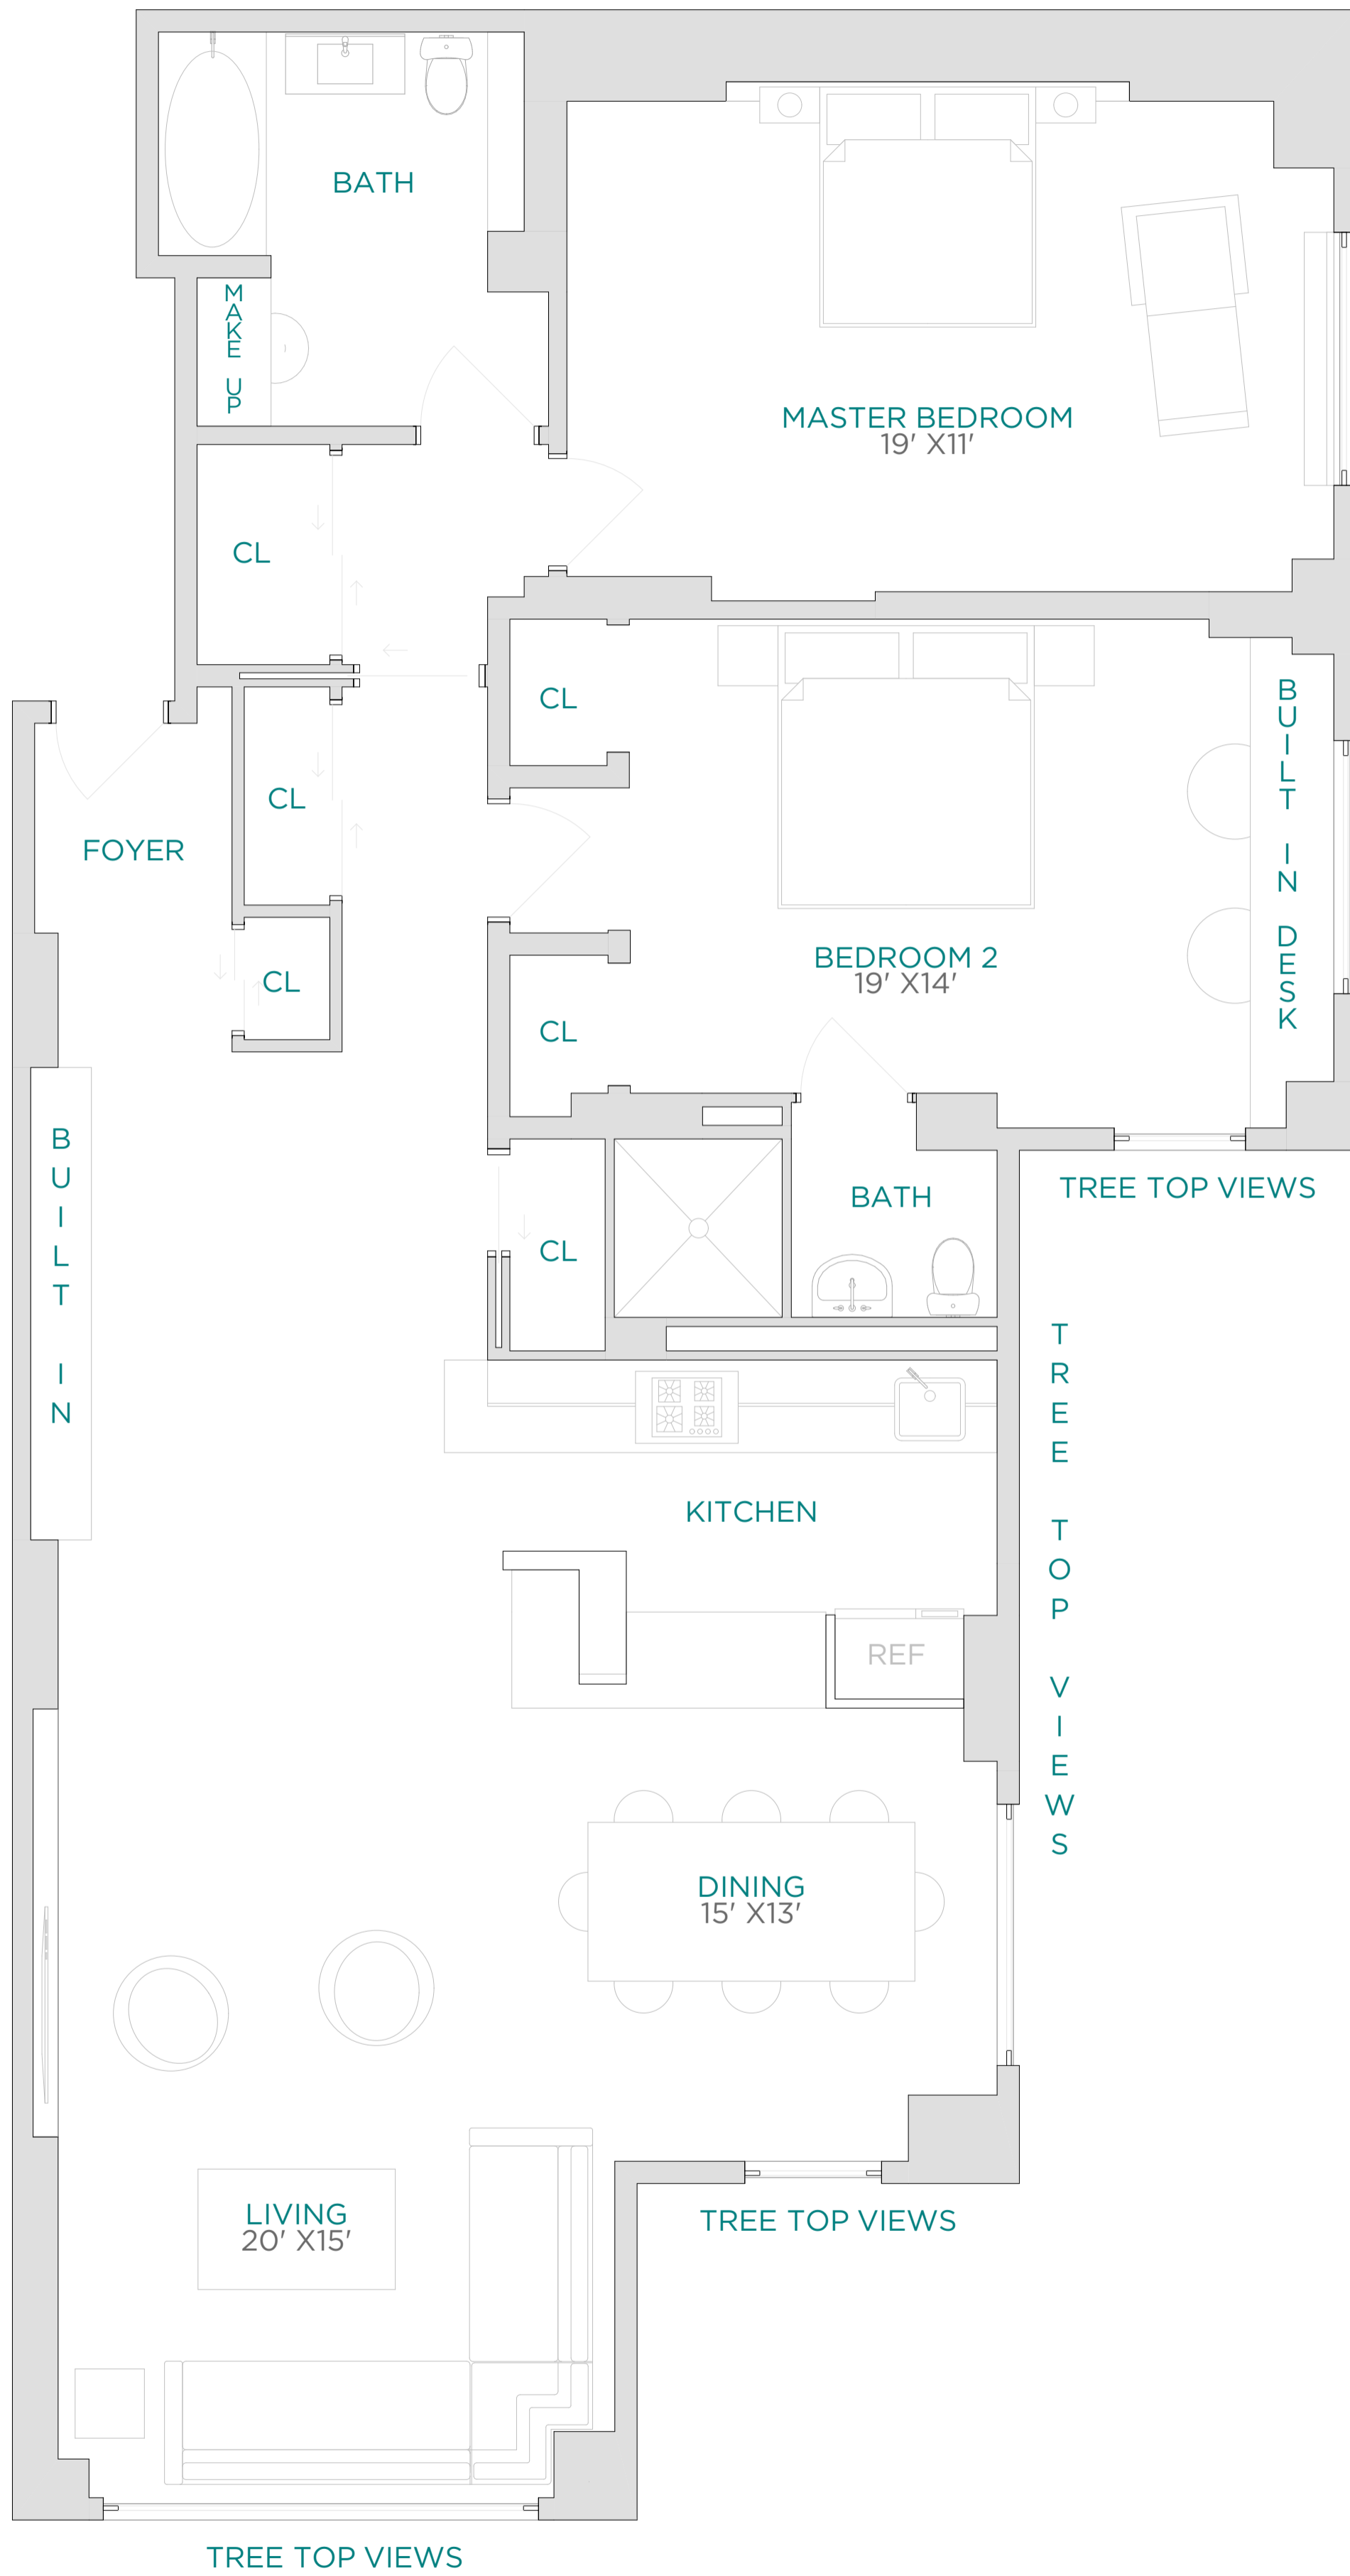 BATH
MAKE UP
MASTER BEDROOM
19' X11'
CL
CL
BUILT IN DESK
CL
FOYER
BEDROOM 2
19' X14'
CL
CL
BUILT IN
TREE TOP VIEWS
BATH
CL
TREE TOP VIEWS
KITCHEN
REF
DINING
15' X13'
LIVING
20' X15'
TREE TOP VIEWS
TREE TOP VIEWS